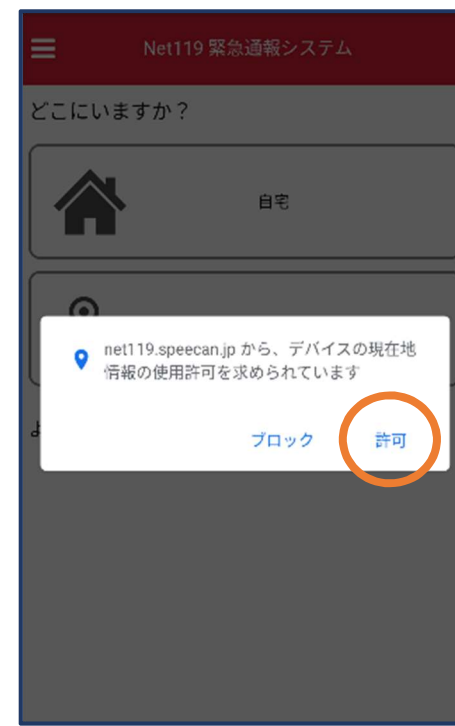 Net119 緊急通報システム
どこにいますか？
自宅
net119.speecan.jp から、デバイスの現在地
情報の使用許可を求められています
よ
ブロック 許可